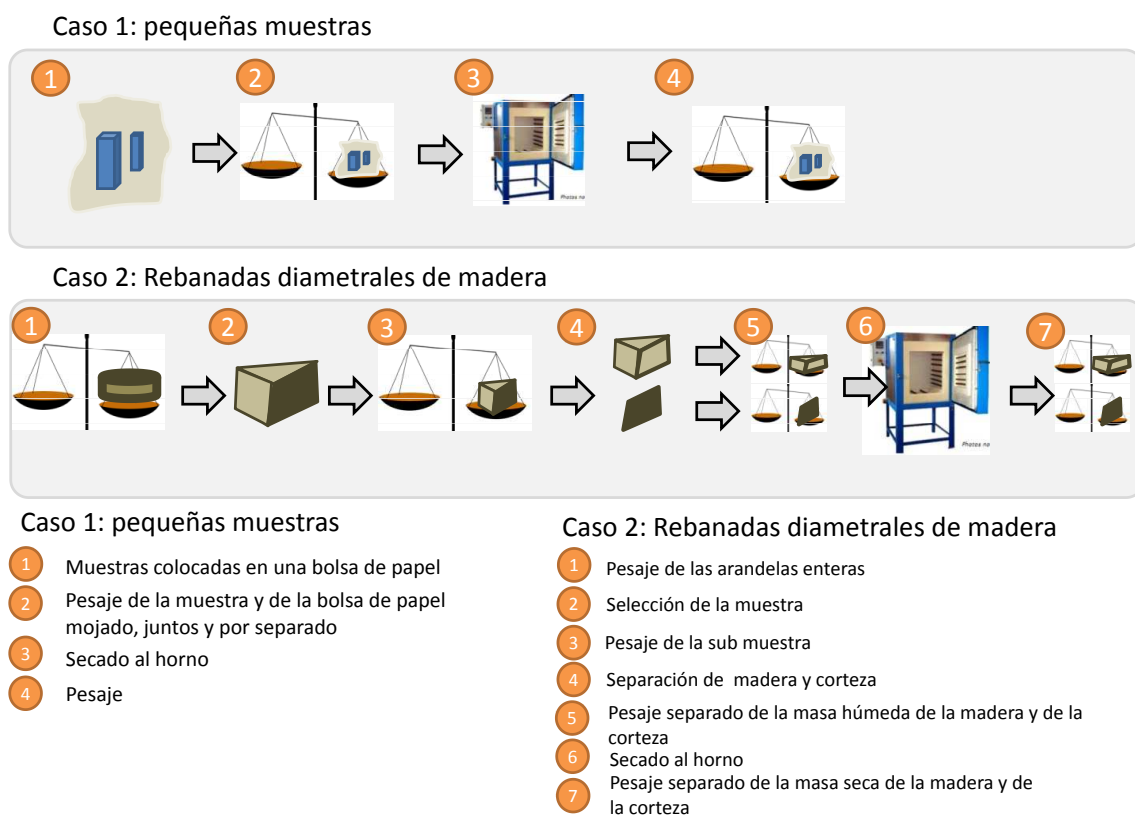 Caso 1: pequeñas muestras
1
2
3
4
Photos no
Caso 2: Rebanadas diametrales de madera
1
2
3
4
5
6
7
Photos no
Caso 1: pequeñas muestras
1 Muestras colocadas en una bolsa de papel
2 Pesaje de la muestra y de la bolsa de papel
mojado, juntos y por separado
3 Secado al horno
4 Pesaje
Caso 2: Rebanadas diametrales de madera
1 Pesaje de las arandelas enteras
2 Selección de la muestra
3 Pesaje de la sub muestra
4 Separación de madera y corteza
5 Pesaje separado de la masa húmeda de la madera y de la
corteza
6 Secado al horno
7 Pesaje separado de la masa seca de la madera y de
la corteza